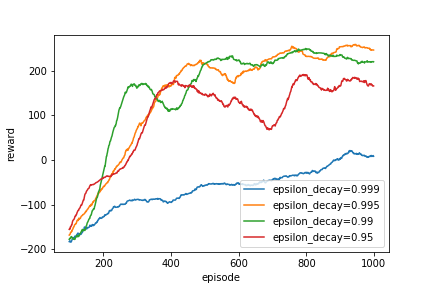 200
100
0
−100
−200
reward
200
400
600
800
1000
episode
epsilon_decay=0.999
epsilon_decay=0.995
epsilon_decay=0.99
epsilon_decay=0.95